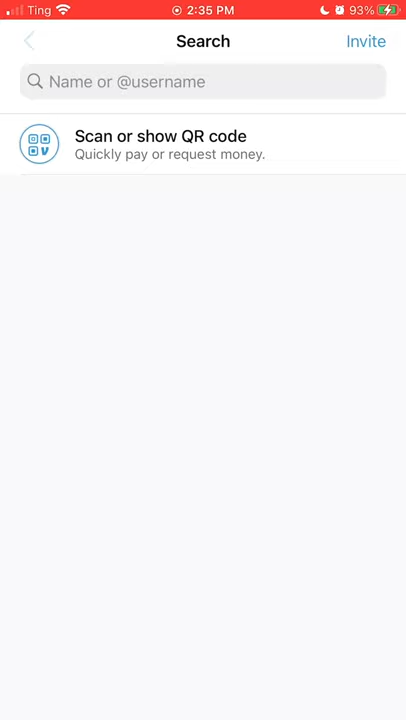 Ting 2:35 PM 93%
Search Invite
Name or @username
Scan or show QR code
Quickly pay or request money.